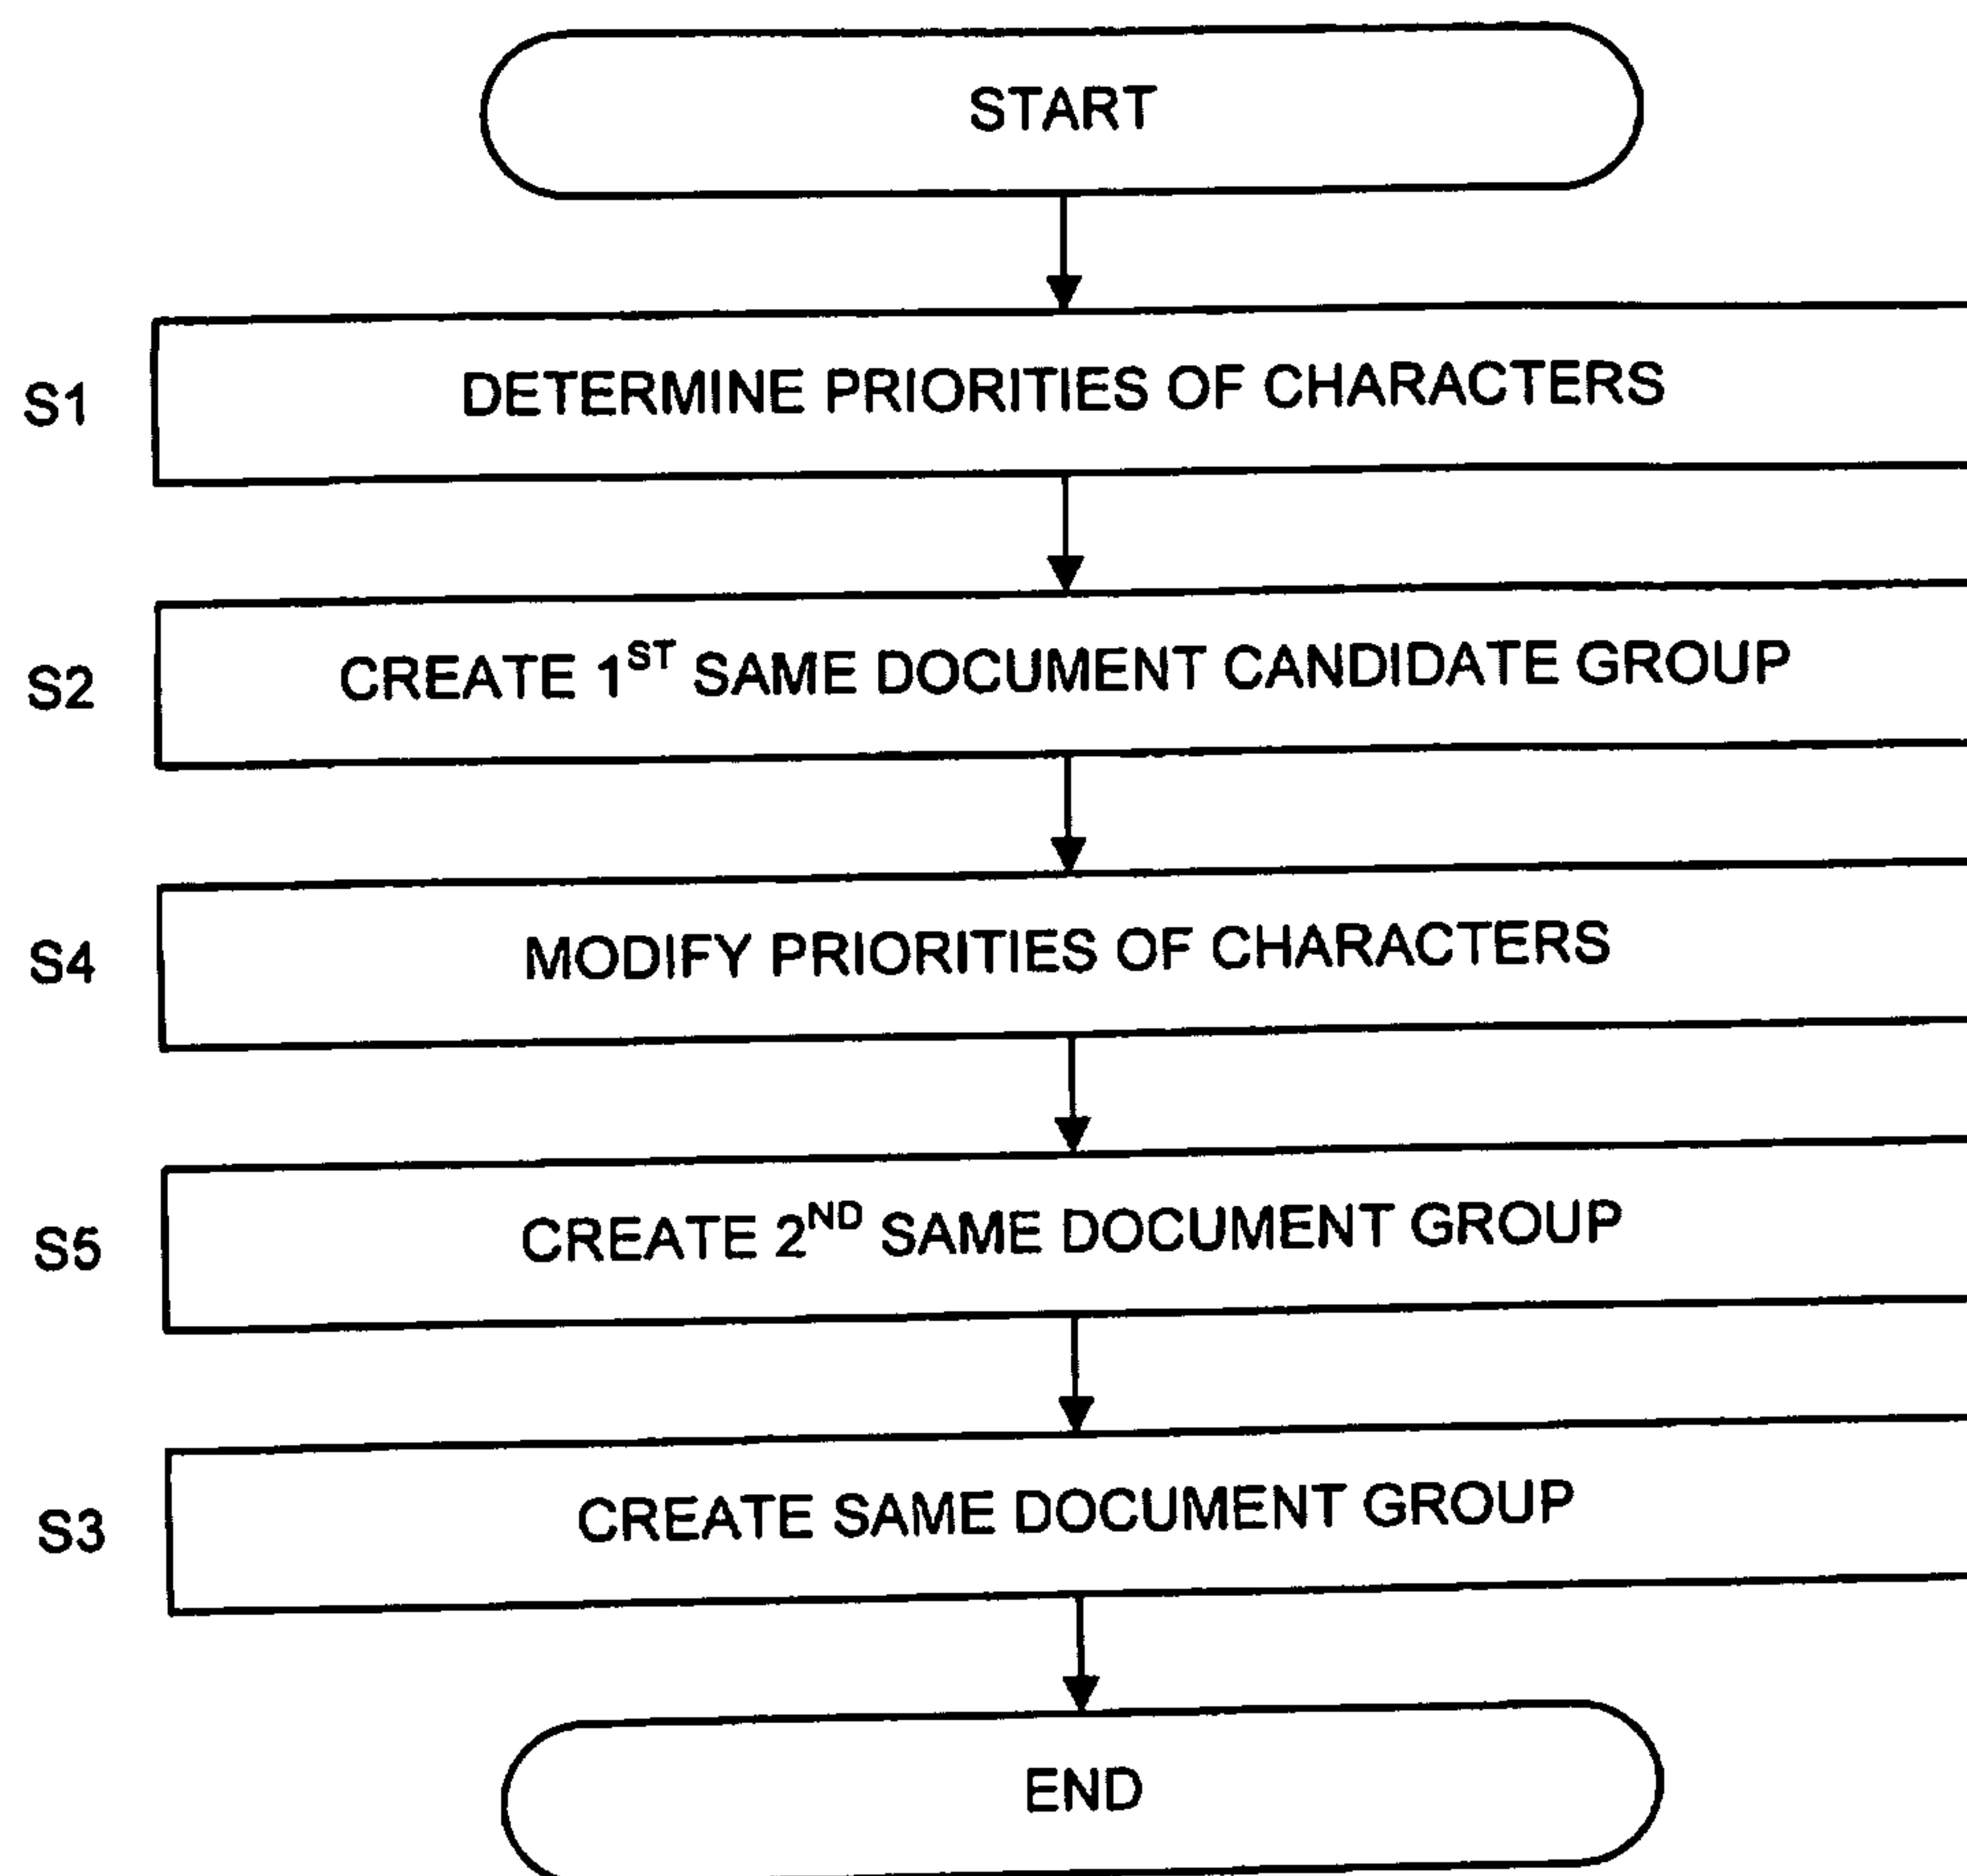 START
S1 DETERMINE PRIORITIES OF CHARACTERS
S2 CREATE 1ST SAME DOCUMENT CANDIDATE GROUP
S4 MODIFY PRIORITIES OF CHARACTERS
S5 CREATE 2ND SAME DOCUMENT GROUP
S3 CREATE SAME DOCUMENT GROUP
END